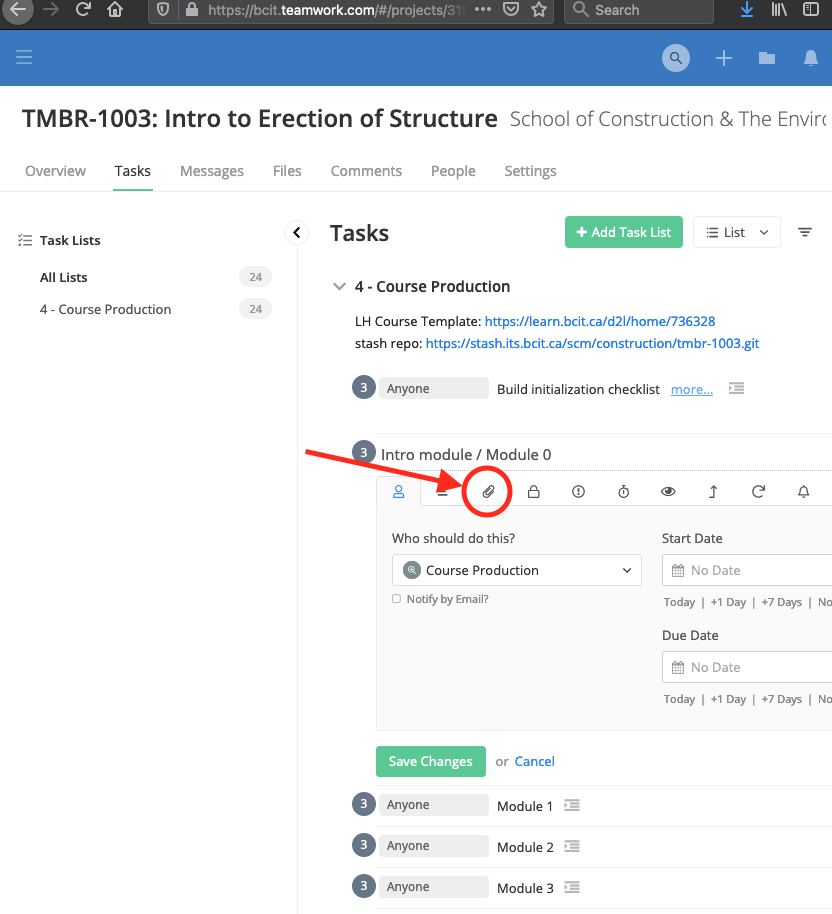 https://bcit.teamwork.com/#/projects/315
Search
TMBR-1003: Intro to Erection of Structure School of Construction & The Enviro
Overview Tasks Messages Files Comments People Settings
Task Lists
All Lists 24
4 - Course Production 24
Tasks
+ Add Task List
List
4 - Course Production
LH Course Template: https://learn.bcit.ca/d2l/home/736328
stash repo: https://stash.its.bcit.ca/scm/construction/tmbr-1003.git
3 Anyone Build initialization checklist more...
3 Intro module / Module 0
Who should do this?
Course Production
Notify by Email?
Start Date
No Date
Today | +1 Day | +7 Days | No
Due Date
No Date
Today | +1 Day | +7 Days | No
Save Changes or Cancel
3 Anyone Module 1
3 Anyone Module 2
3 Anyone Module 3